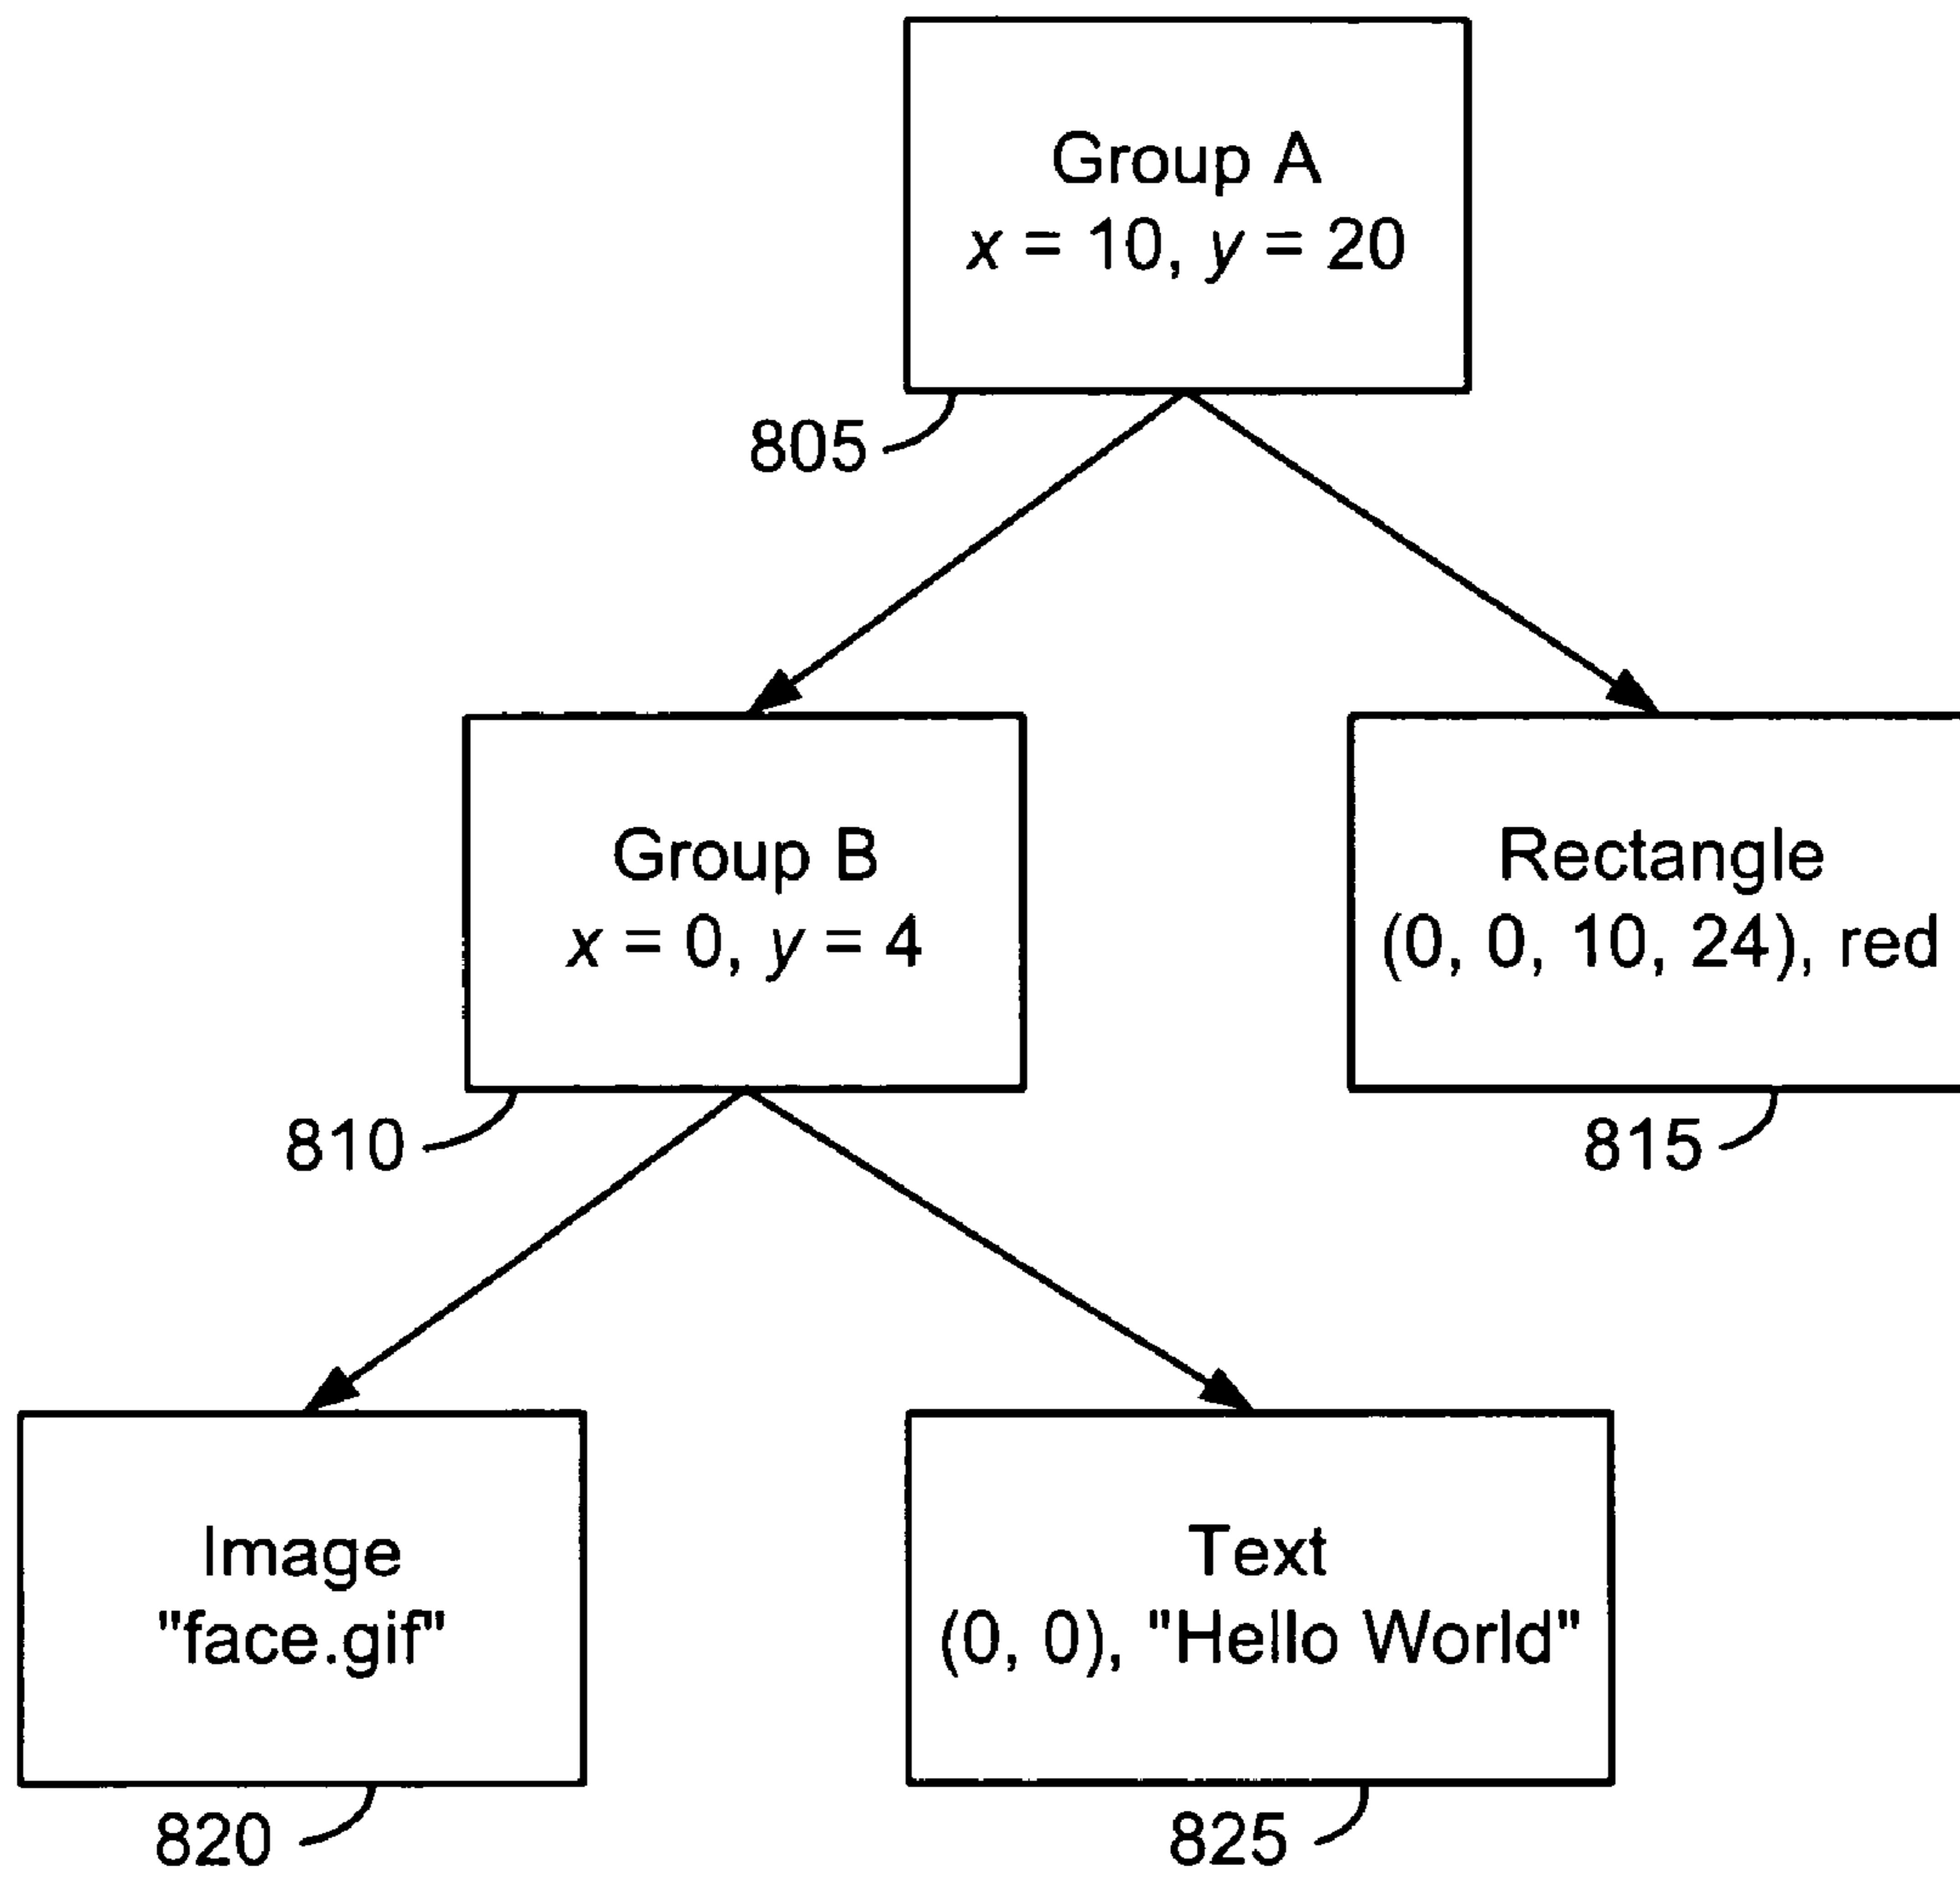 Group A
x = 10, y = 20
805
Group B
x = 0, y = 4
Rectangle
(0, 0, 10, 24), red
810
815
Image
"face.gif"
Text
(0, 0), "Hello World"
820
825